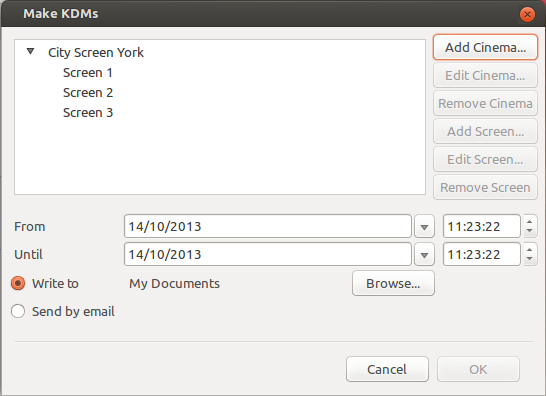 Make KDMs
City Screen York
Screen 1
Screen 2
Screen 3
Add Cinema...
Edit Cinema...
Remove Cinema
Add Screen...
Edit Screen...
Remove Screen
From 14/10/2013 11:23:22
Until 14/10/2013 11:23:22
Write to My Documents Browse...
Send by email
Cancel OK